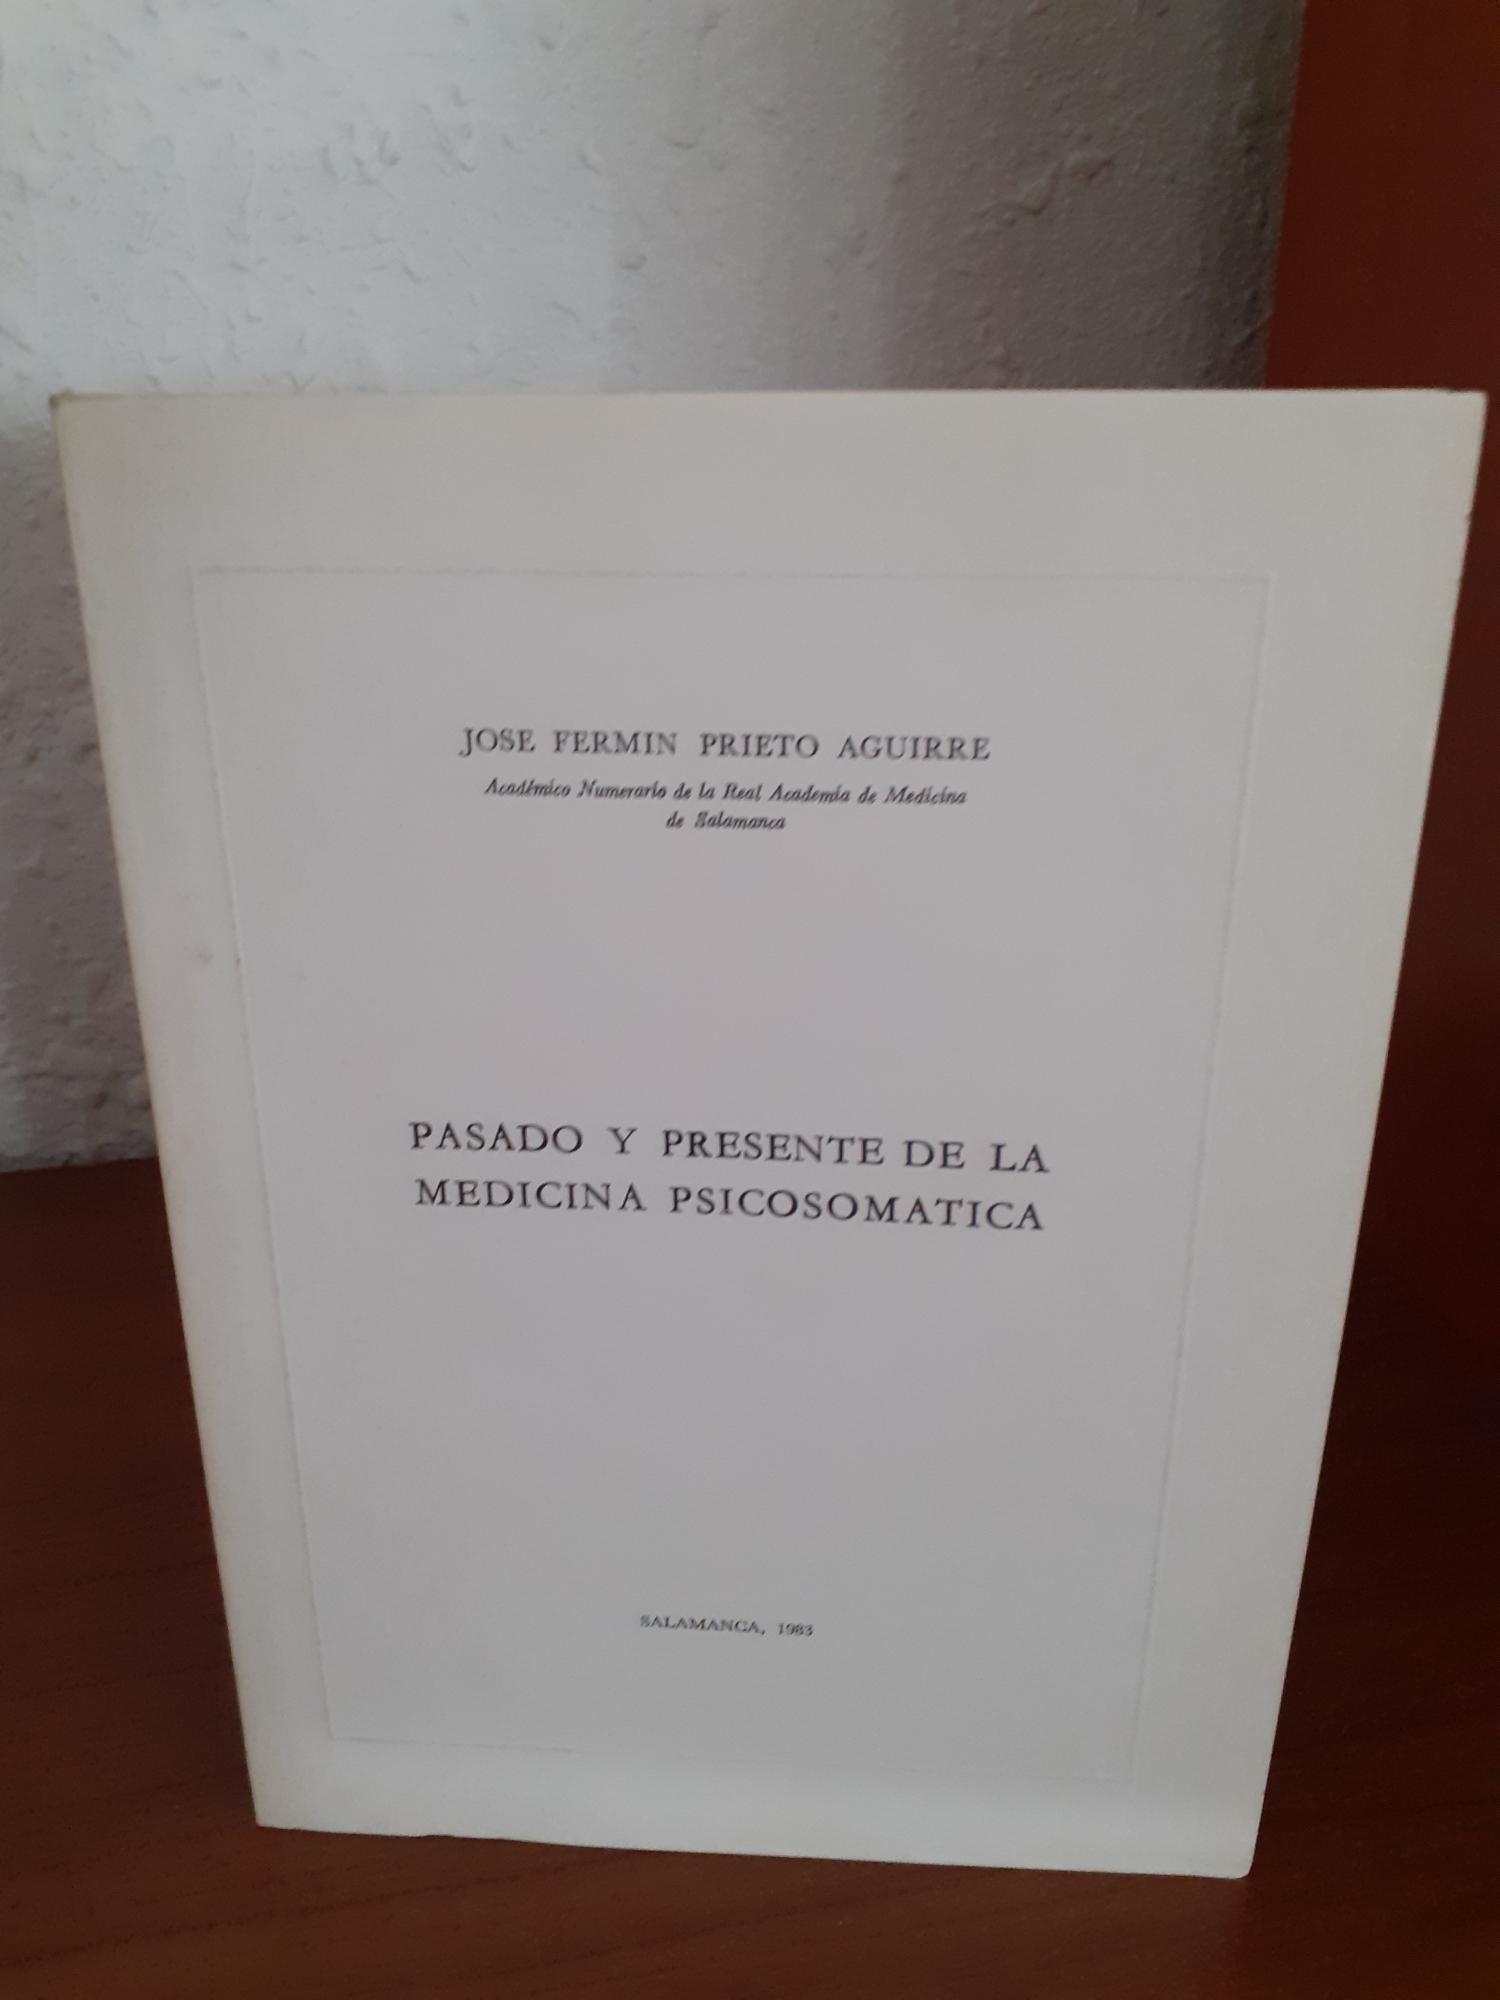 JOSE FERMIN PRIETO AGUIRRE
Académico Numerario de la Real Academia de Medicina
de Salamanca
PASADO Y PRESENTE DE LA
MEDICINA PSICOSOMATICA
SALAMANCA, 1983